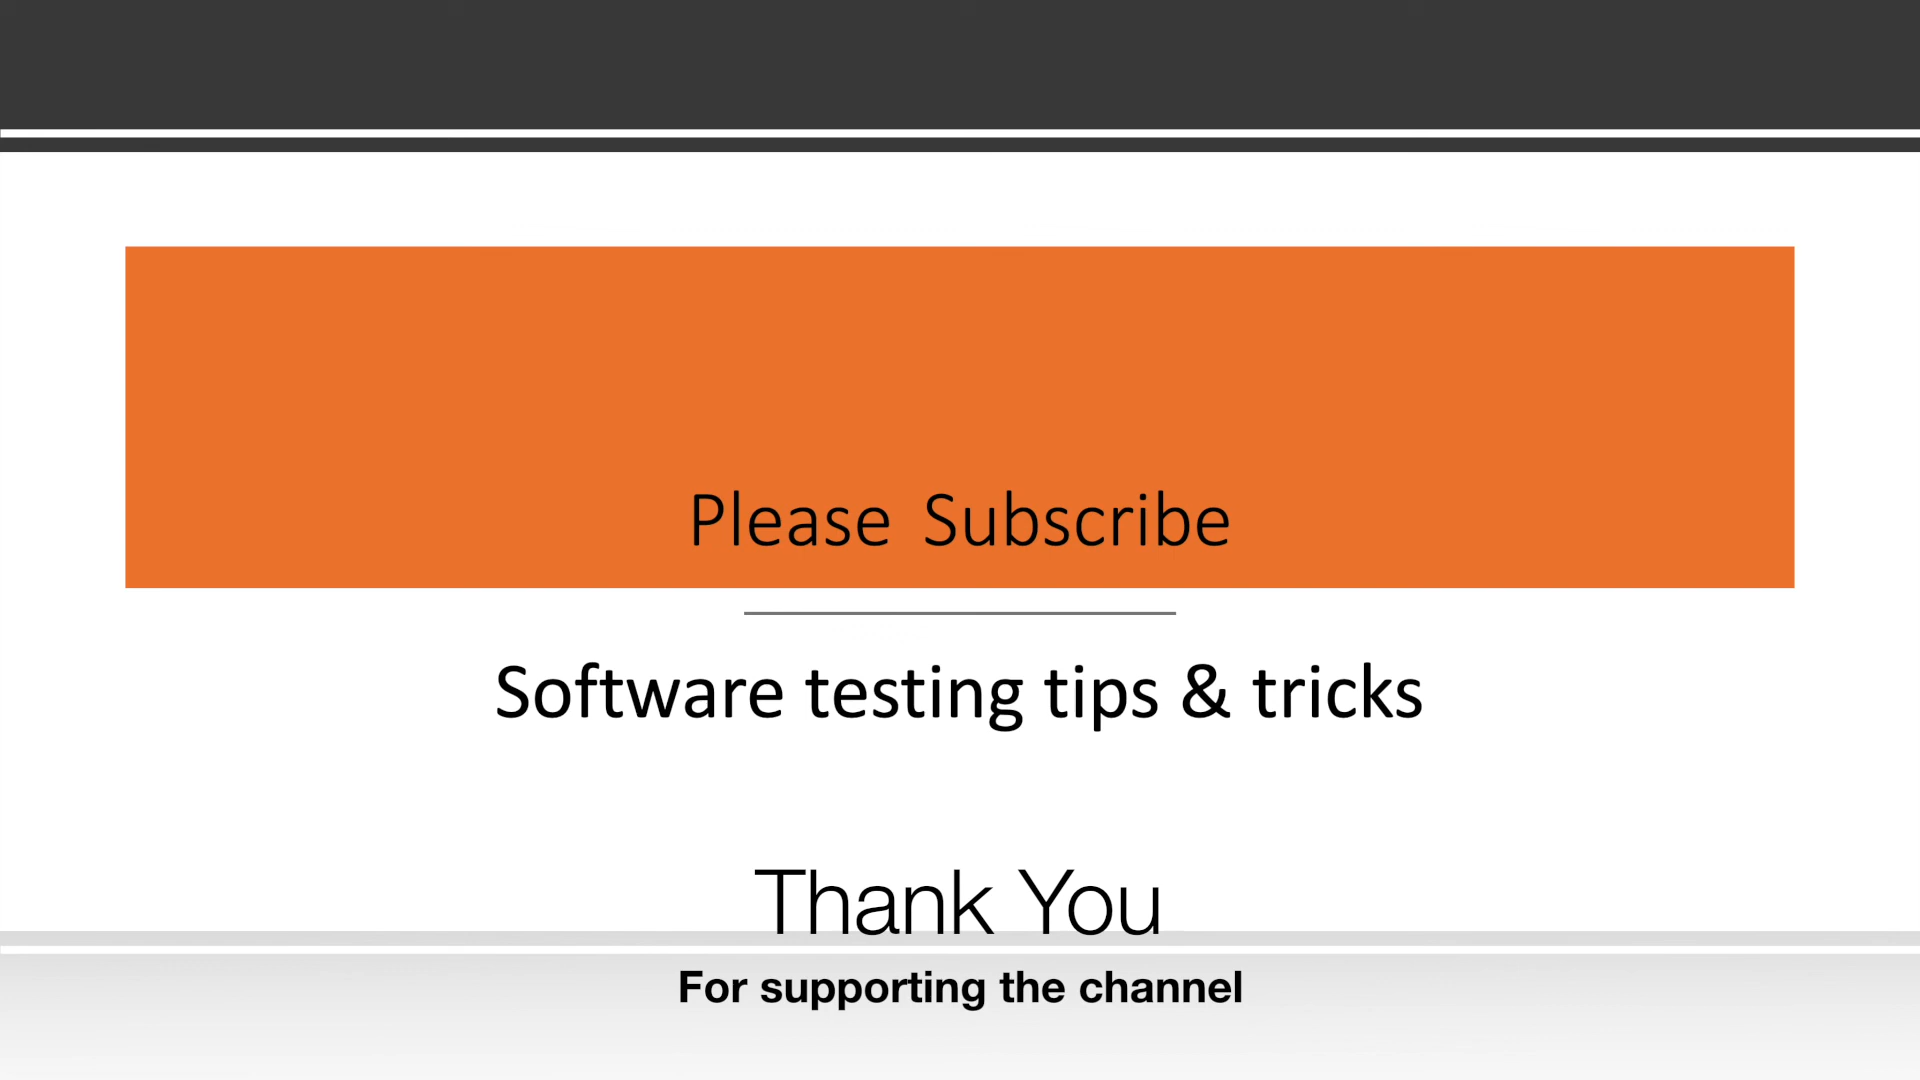 Please Subscribe
Software testing tips & tricks
Thank You
For supporting the channel